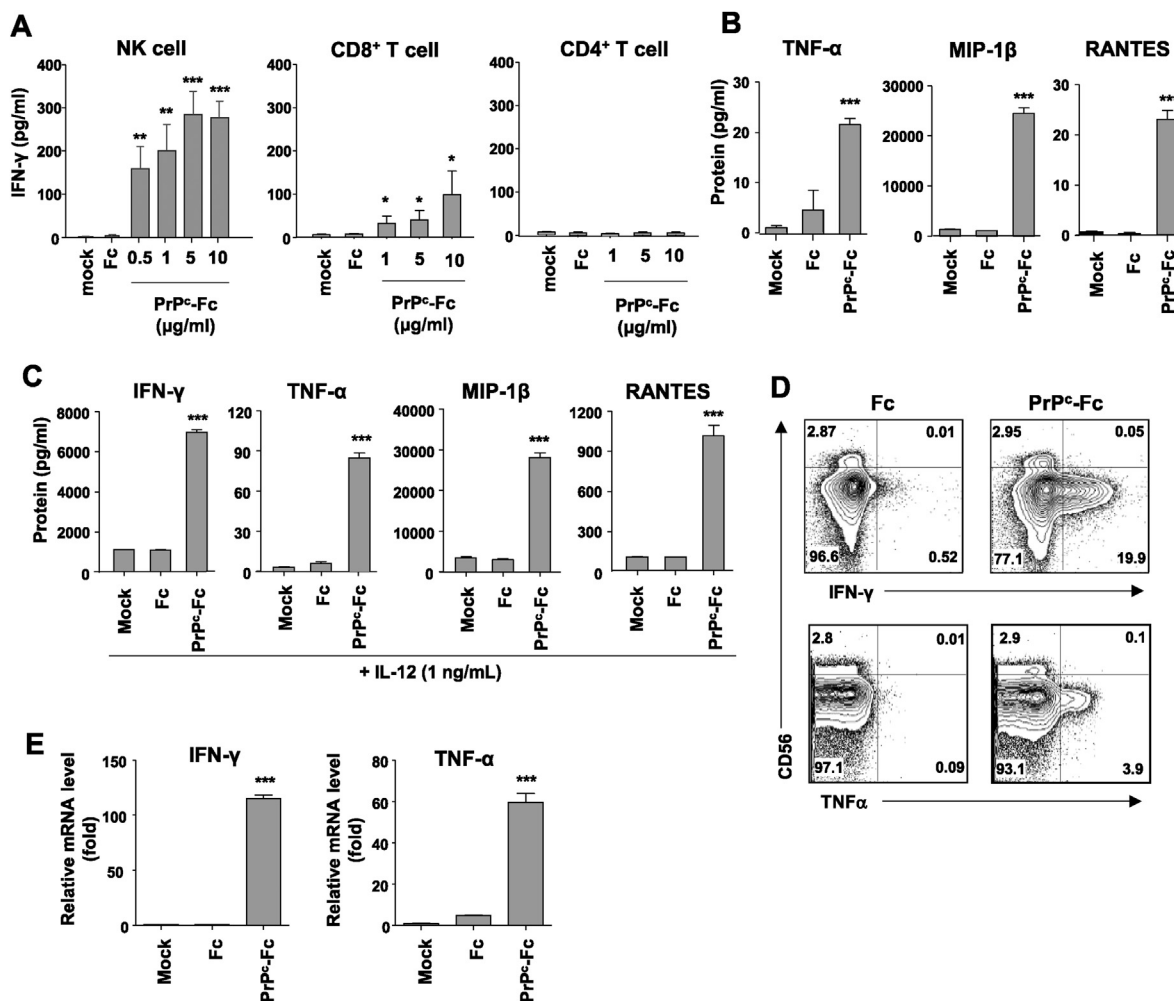 A
NK cell
CD8⁺ T cell
CD4⁺ T cell
IFN-γ (pg/ml)
400
300
200
100
0
400
300
200
100
0
400
300
200
100
0
** ** *** ***
* * *
mock Fc 0.5 1 5 10
mock Fc 1 5 10
mock Fc 1 5 10
PrPᶜ-Fc
(µg/ml)
PrPᶜ-Fc
(µg/ml)
PrPᶜ-Fc
(µg/ml)
B
TNF-α
MIP-1β
RANTES
Protein (pg/ml)
30
20
10
0
30000
20000
10000
0
30
20
10
0
***
***
***
Mock Fc PrPᶜ-Fc
Mock Fc PrPᶜ-Fc
Mock Fc PrPᶜ-Fc
C
IFN-γ
TNF-α
MIP-1β
RANTES
Protein (pg/ml)
8000
6000
4000
2000
0
120
90
60
30
0
40000
30000
20000
10000
0
1200
900
600
300
0
***
***
***
***
Mock Fc PrPᶜ-Fc
Mock Fc PrPᶜ-Fc
Mock Fc PrPᶜ-Fc
Mock Fc PrPᶜ-Fc
+ IL-12 (1 ng/mL)
D
Fc
PrPᶜ-Fc
2.87 0.01
96.6 0.52
2.95 0.05
77.1 19.9
IFN-γ
2.8 0.01
97.1 0.09
2.9 0.1
93.1 3.9
CD56
TNFα
E
IFN-γ
TNF-α
Relative mRNA level
(fold)
150
100
50
0
***
Mock Fc PrPᶜ-Fc
Relative mRNA level
(fold)
80
60
40
20
0
***
Mock Fc PrPᶜ-Fc